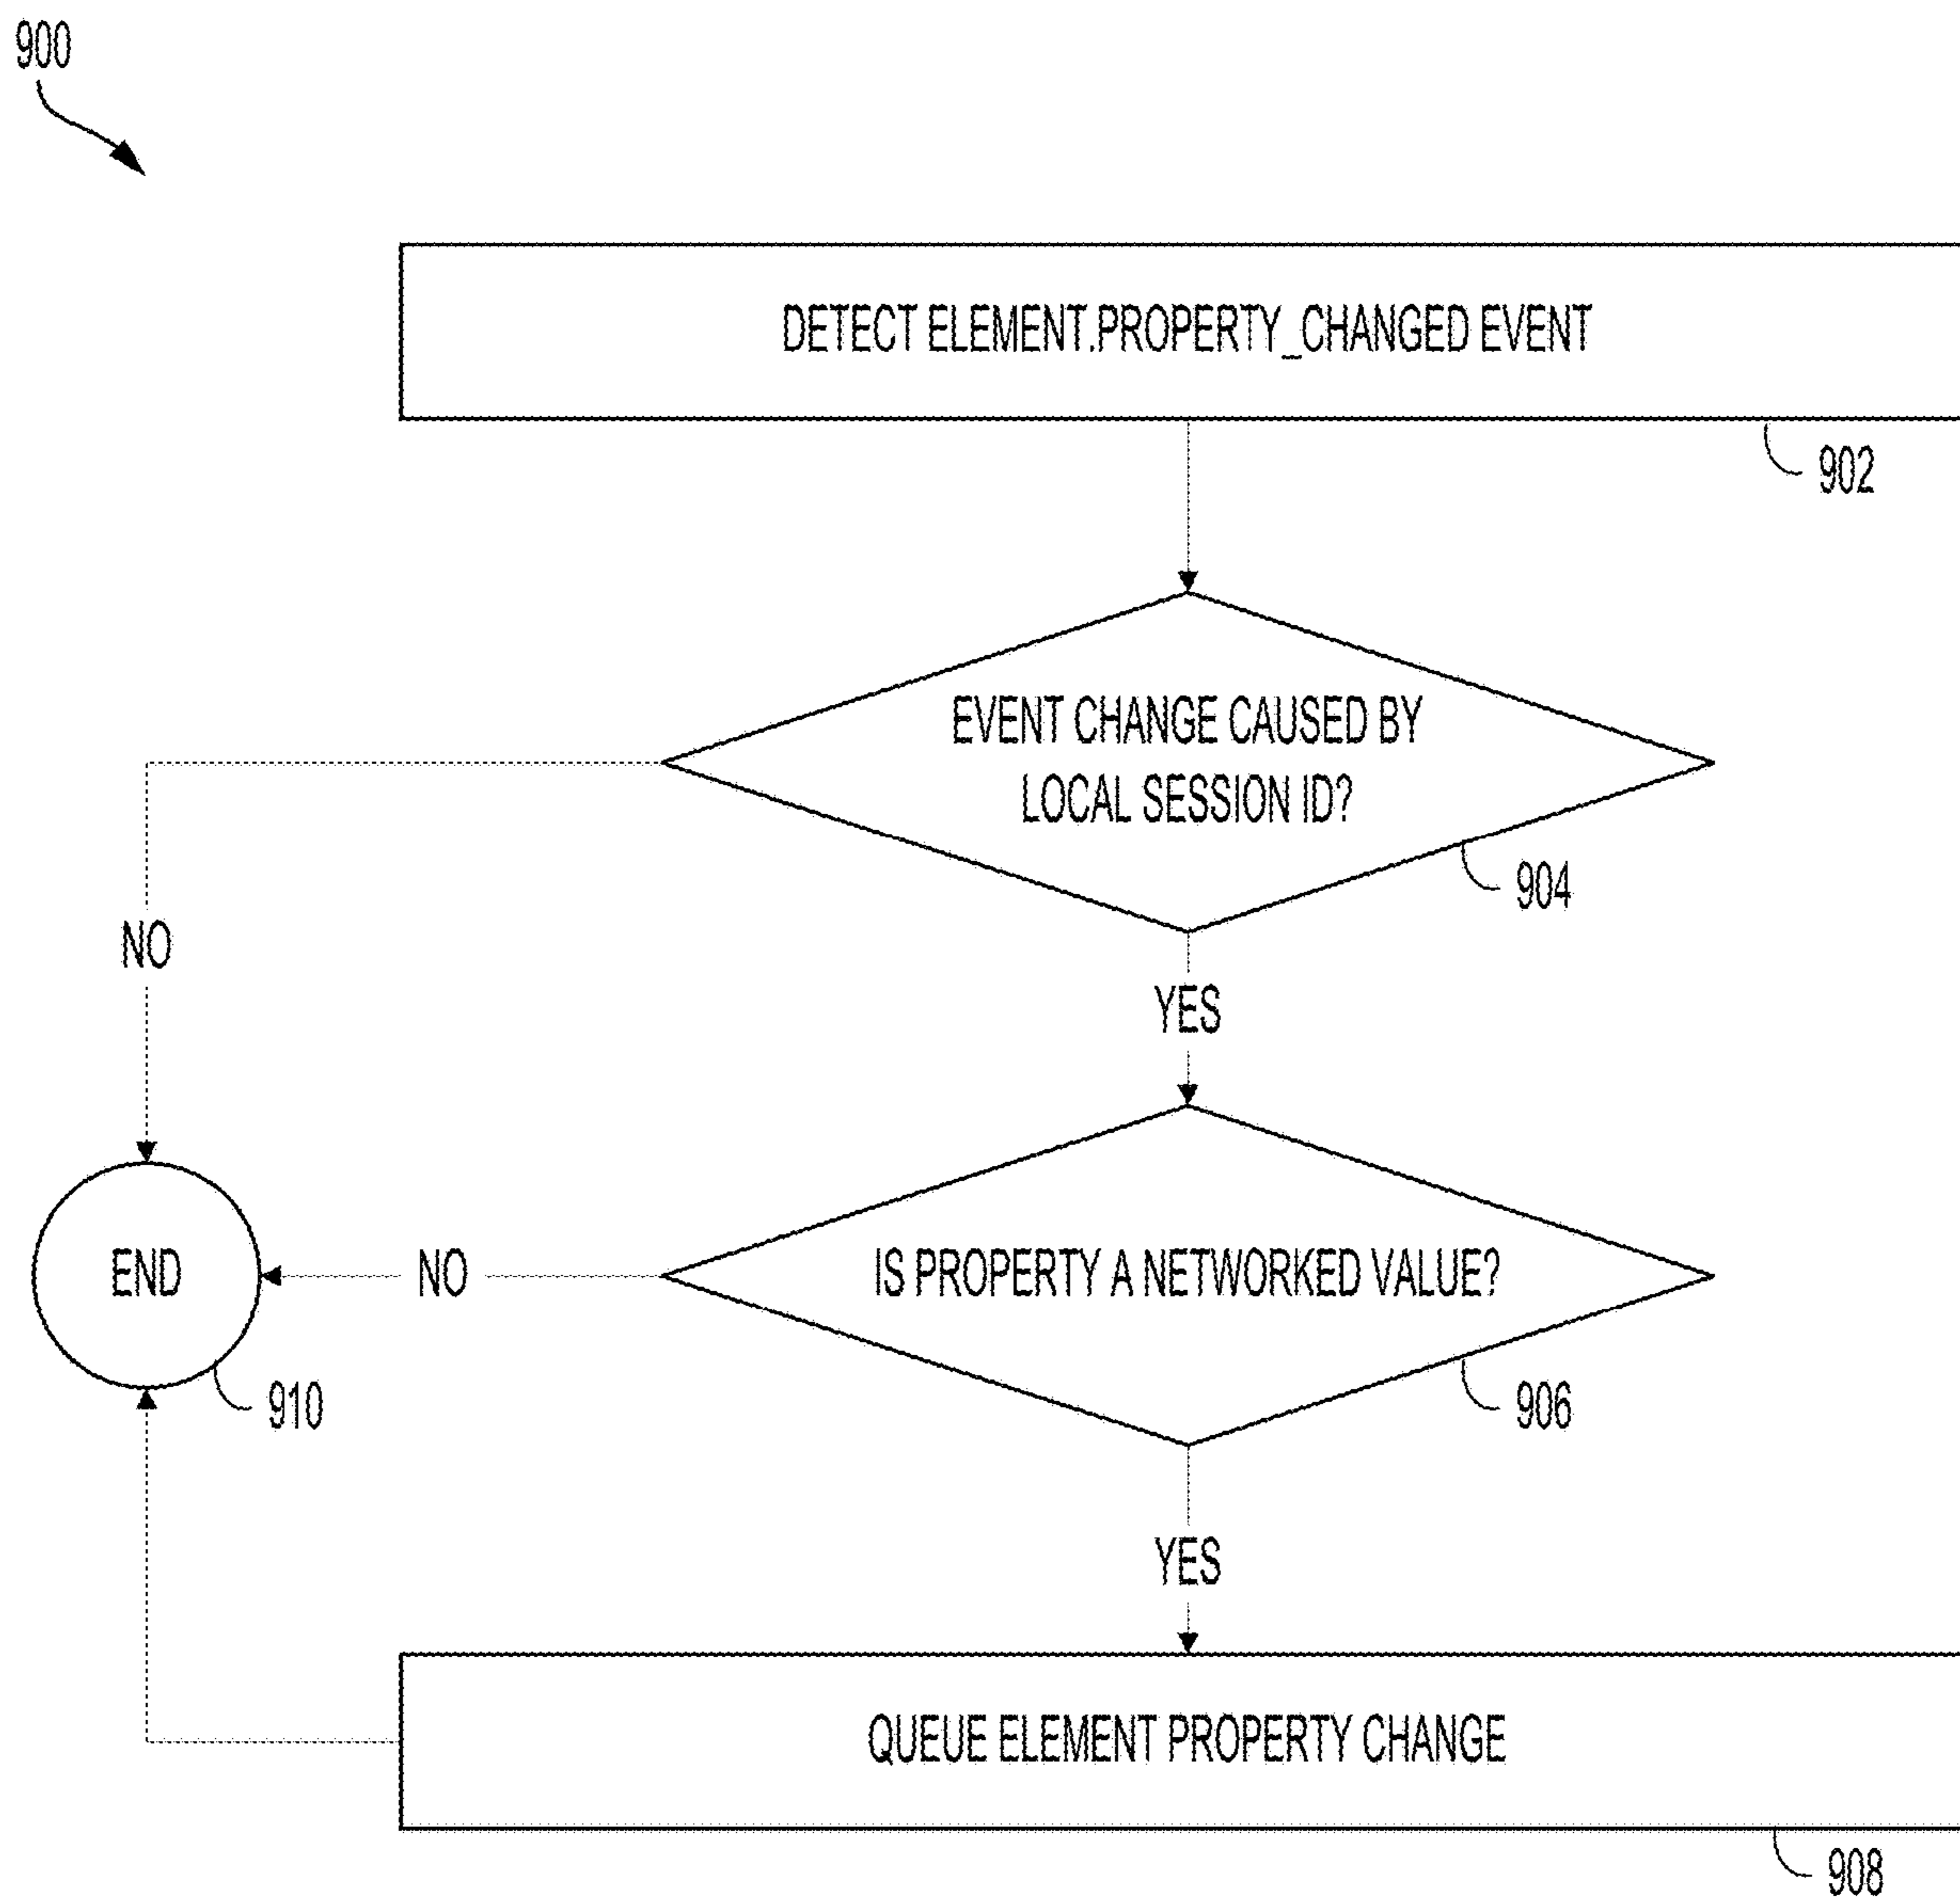 900
DETECT ELEMENT.PROPERTY_CHANGED EVENT
902
EVENT CHANGE CAUSED BY
LOCAL SESSION ID?
904
NO
YES
END
NO
IS PROPERTY A NETWORKED VALUE?
910
906
YES
QUEUE ELEMENT PROPERTY CHANGE
908